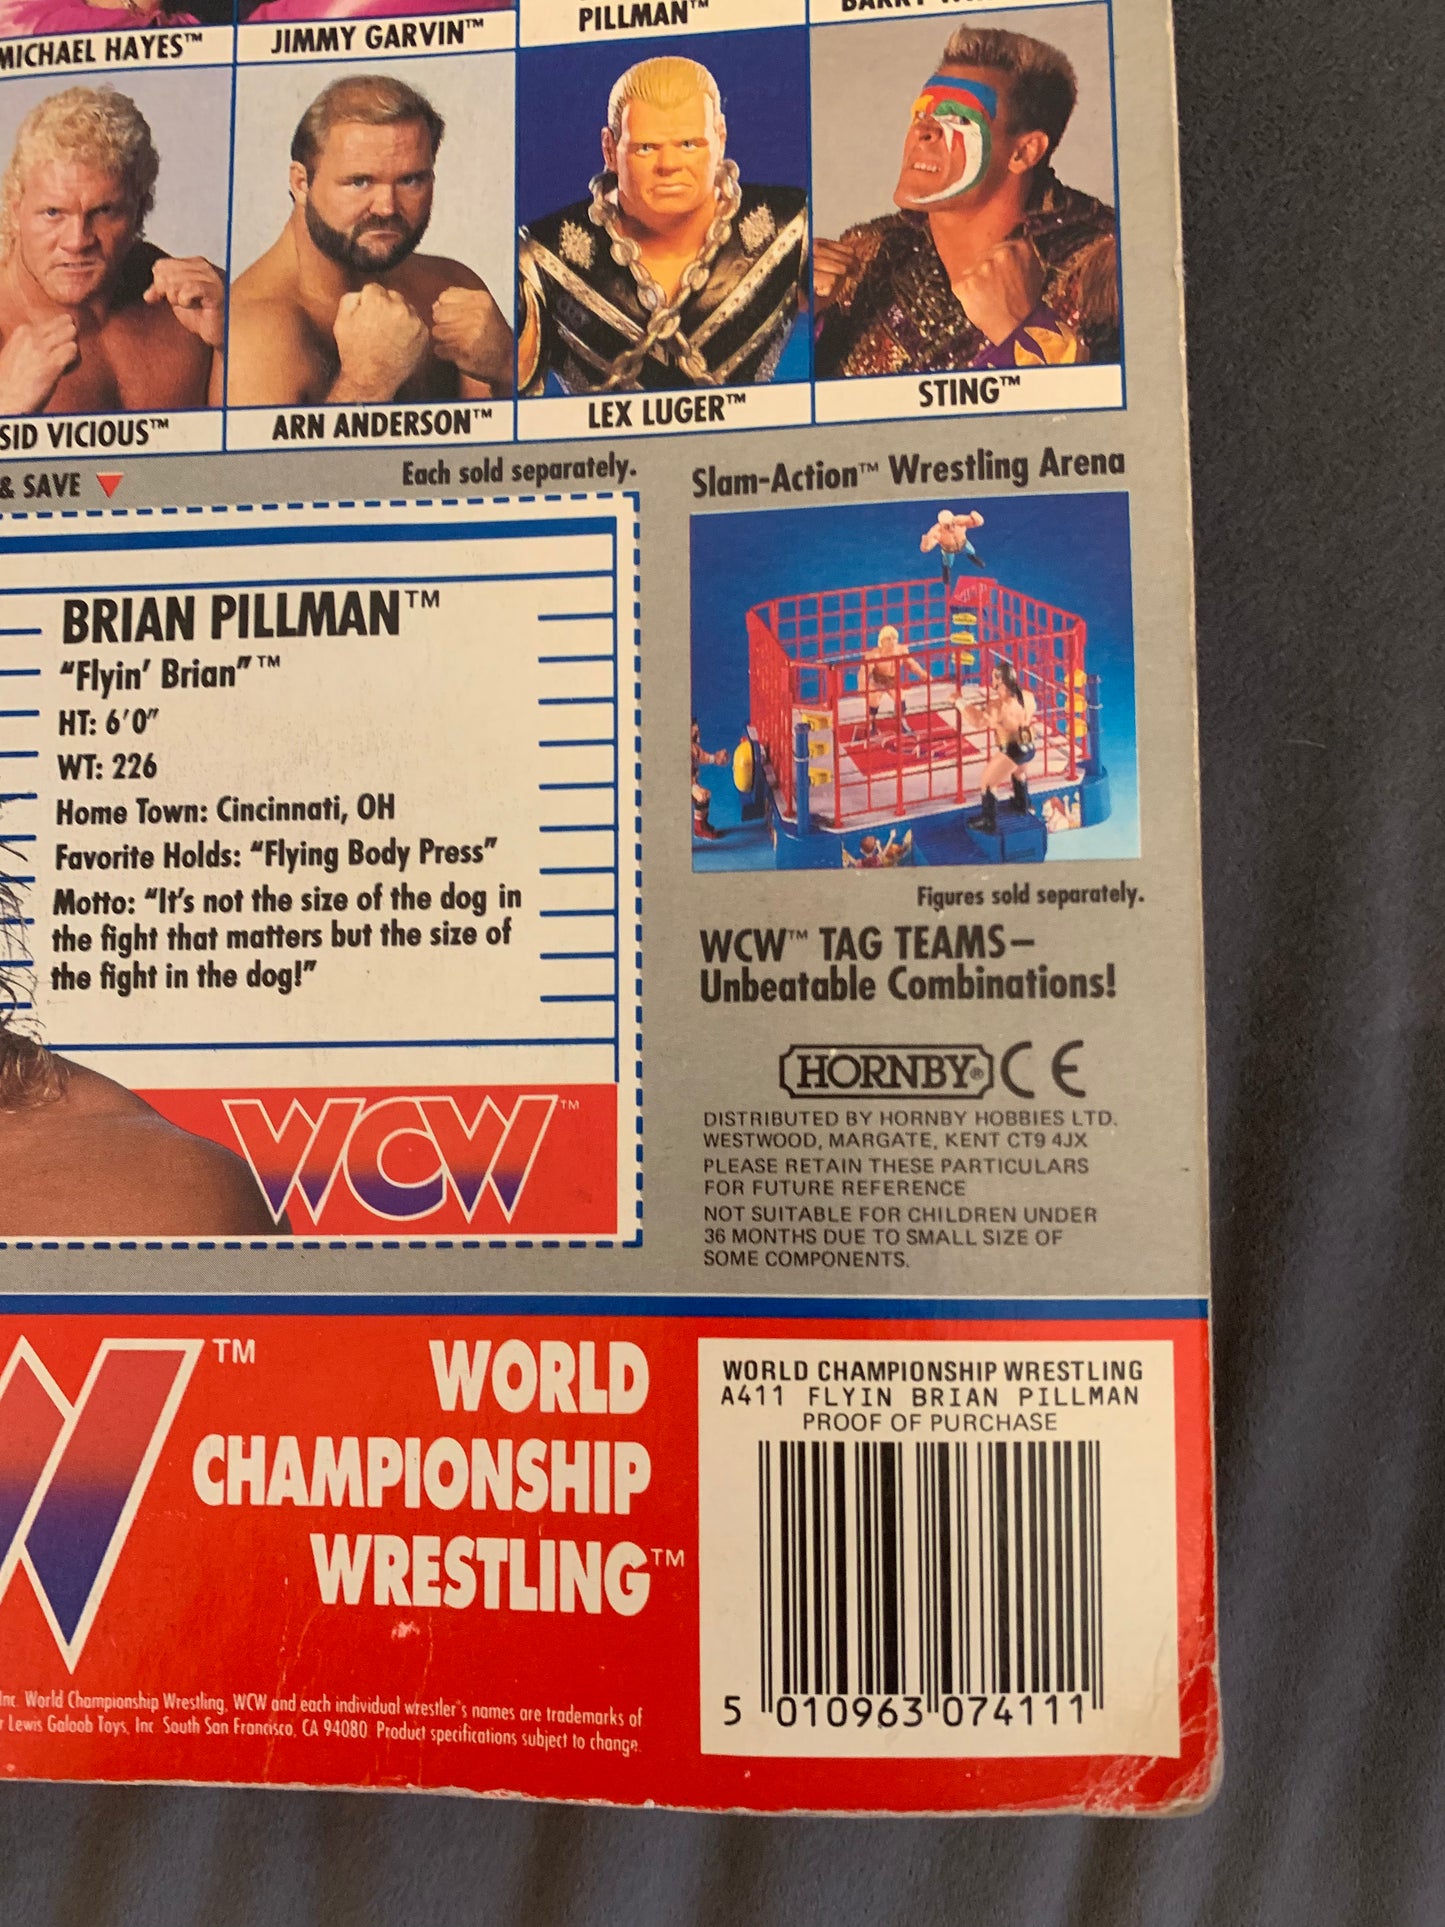 MICHAEL HAYES™
JIMMY GARVIN™
PILLMAN™
BARRY
SID VICIOUS™
ARN ANDERSON™
LEX LUGER™
STING™
& SAVE
Each sold separately.
BRIAN PILLMAN™
"Flyin' Brian"™
HT: 6'0"
WT: 226
Home Town: Cincinnati, OH
Favorite Holds: "Flying Body Press"
Motto: "It's not the size of the dog in
the fight that matters but the size of
the fight in the dog!"
WCW™
Slam-Action™ Wrestling Arena
Figures sold separately.
WCW™ TAG TEAMS–
Unbeatable Combinations!
HORNBY® CE
DISTRIBUTED BY HORNBY HOBBIES LTD.
WESTWOOD, MARGATE, KENT CT9 4JX
PLEASE RETAIN THESE PARTICULARS
FOR FUTURE REFERENCE
NOT SUITABLE FOR CHILDREN UNDER
36 MONTHS DUE TO SMALL SIZE OF
SOME COMPONENTS.
W™
WORLD
CHAMPIONSHIP
WRESTLING™
Inc. World Championship Wrestling, WCW and each individual wrestler's names are trademarks of
Lewis Galoob Toys, Inc. South San Francisco, CA 94080. Product specifications subject to change.
WORLD CHAMPIONSHIP WRESTLING
A411 FLYIN BRIAN PILLMAN
PROOF OF PURCHASE
5 010963 074111